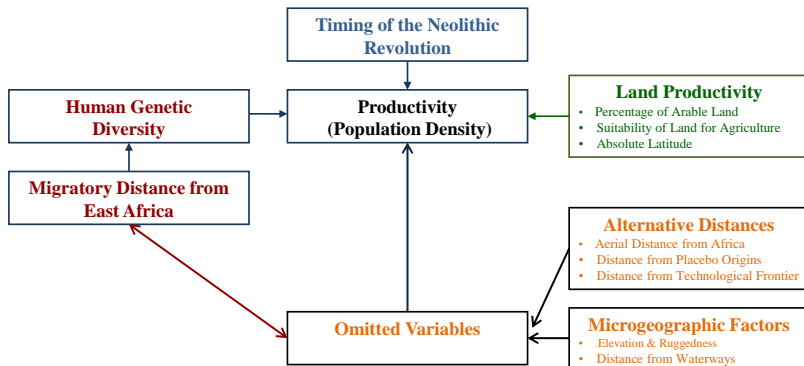 Timing of the Neolithic
Revolution
Human Genetic
Diversity
Productivity
(Population Density)
Land Productivity
• Percentage of Arable Land
• Suitability of Land for Agriculture
• Absolute Latitude
Migratory Distance from
East Africa
Alternative Distances
• Aerial Distance from Africa
• Distance from Placebo Origins
• Distance from Technological Frontier
Omitted Variables
Microgeographic Factors
• Elevation & Ruggedness
• Distance from Waterways